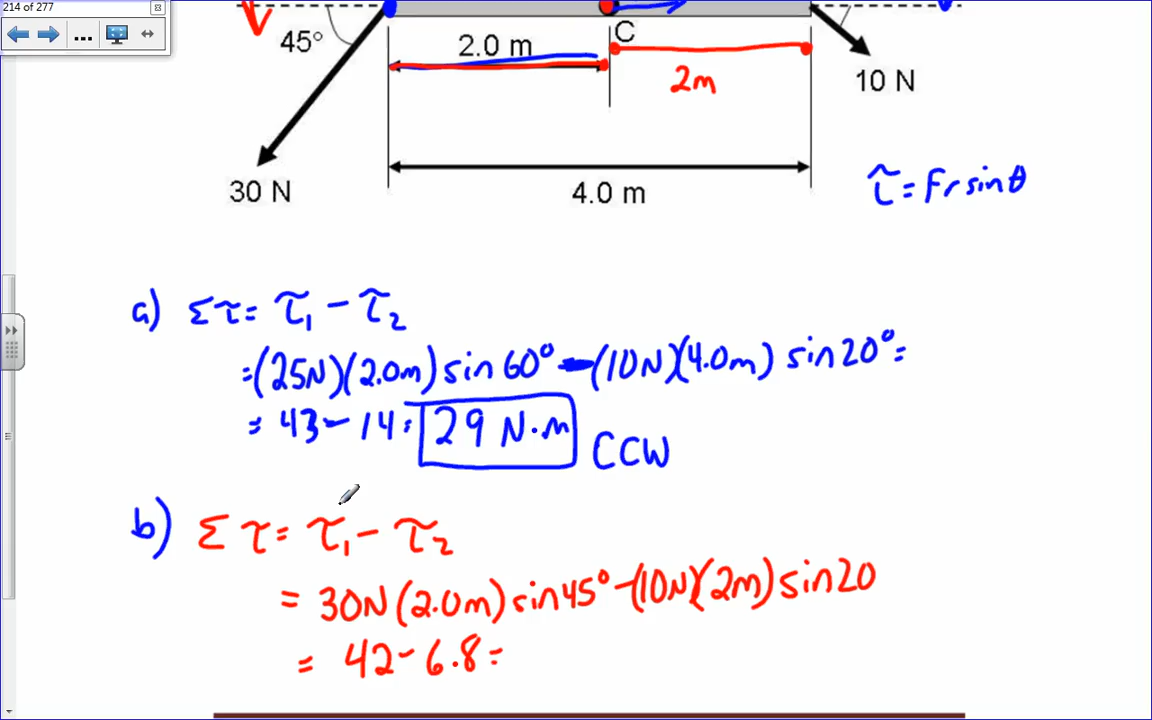 214 of 277
...
45°
2.0 m
C
2m
10 N
30 N
4.0 m
τ = Fr sin θ
a) Στ = τ₁ − τ₂
= (25N)(2.0m) sin 60° − (10N)(4.0m) sin 20° =
= 43 − 14 = 29 N·m CCW
b) Στ = τ₁ − τ₂
= 30N (2.0m) sin 45° − (10N)(2m) sin 20
= 42 − 6.8 =